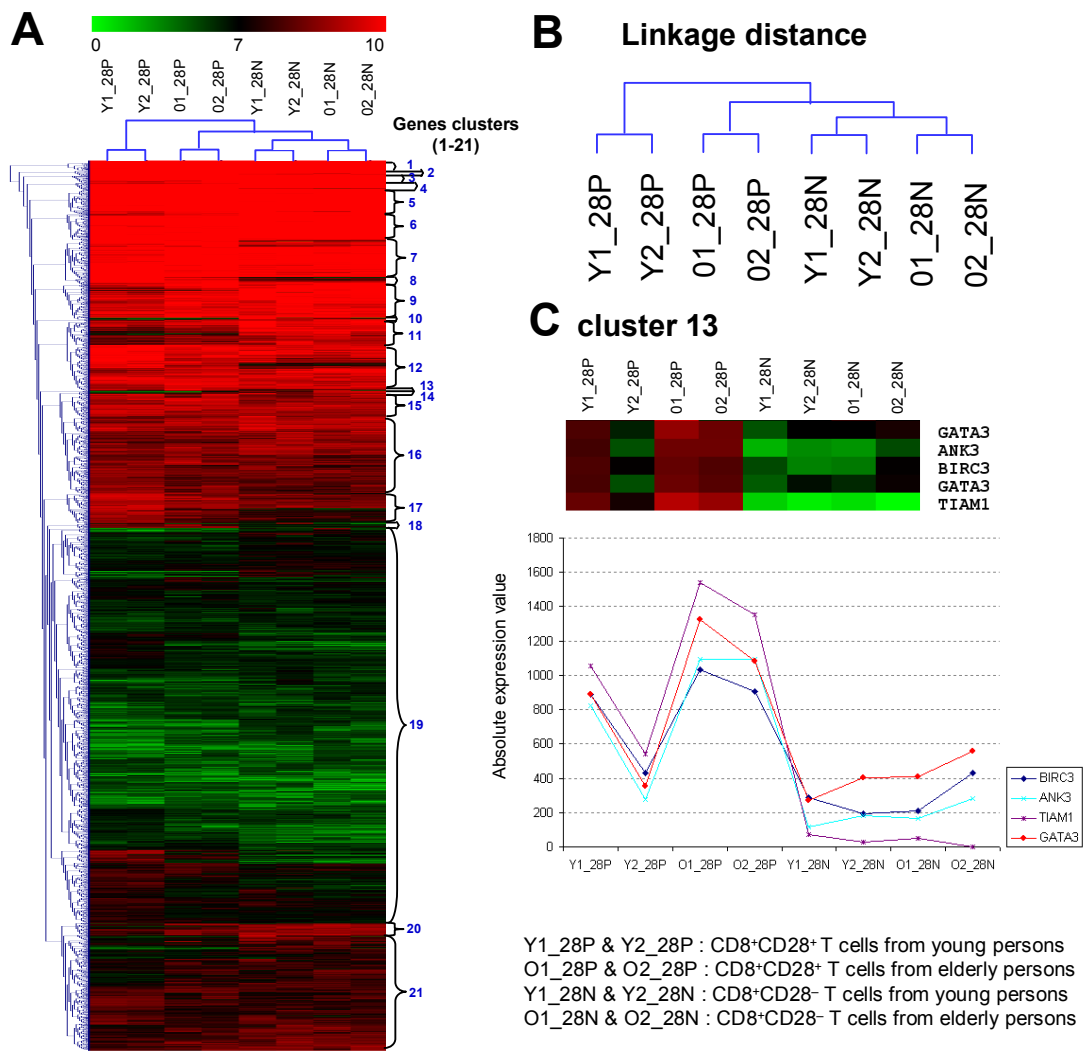 A
0 7 10
Y1_28P Y2_28P 01_28P 02_28P Y1_28N Y2_28N 01_28N 02_28N
Genes clusters
(1-21)
1
2
3
4
5
6
7
8
9
10
11
12
13
14
15
16
17
18
19
20
21
B Linkage distance
Y1_28P Y2_28P 01_28P 02_28P Y1_28N Y2_28N 01_28N 02_28N
C cluster 13
Y1_28P Y2_28P 01_28P 02_28P Y1_28N Y2_28N 01_28N 02_28N
GATA3
ANK3
BIRC3
GATA3
TIAM1
Absolute expression value
1800
1600
1400
1200
1000
800
600
400
200
0
Y1_28P Y2_28P O1_28P O2_28P Y1_28N Y2_28N O1_28N O2_28N
BIRC3
ANK3
TIAM1
GATA3
Y1_28P & Y2_28P : CD8⁺CD28⁺ T cells from young persons
O1_28P & O2_28P : CD8⁺CD28⁺ T cells from elderly persons
Y1_28N & Y2_28N : CD8⁺CD28⁻ T cells from young persons
O1_28N & O2_28N : CD8⁺CD28⁻ T cells from elderly persons